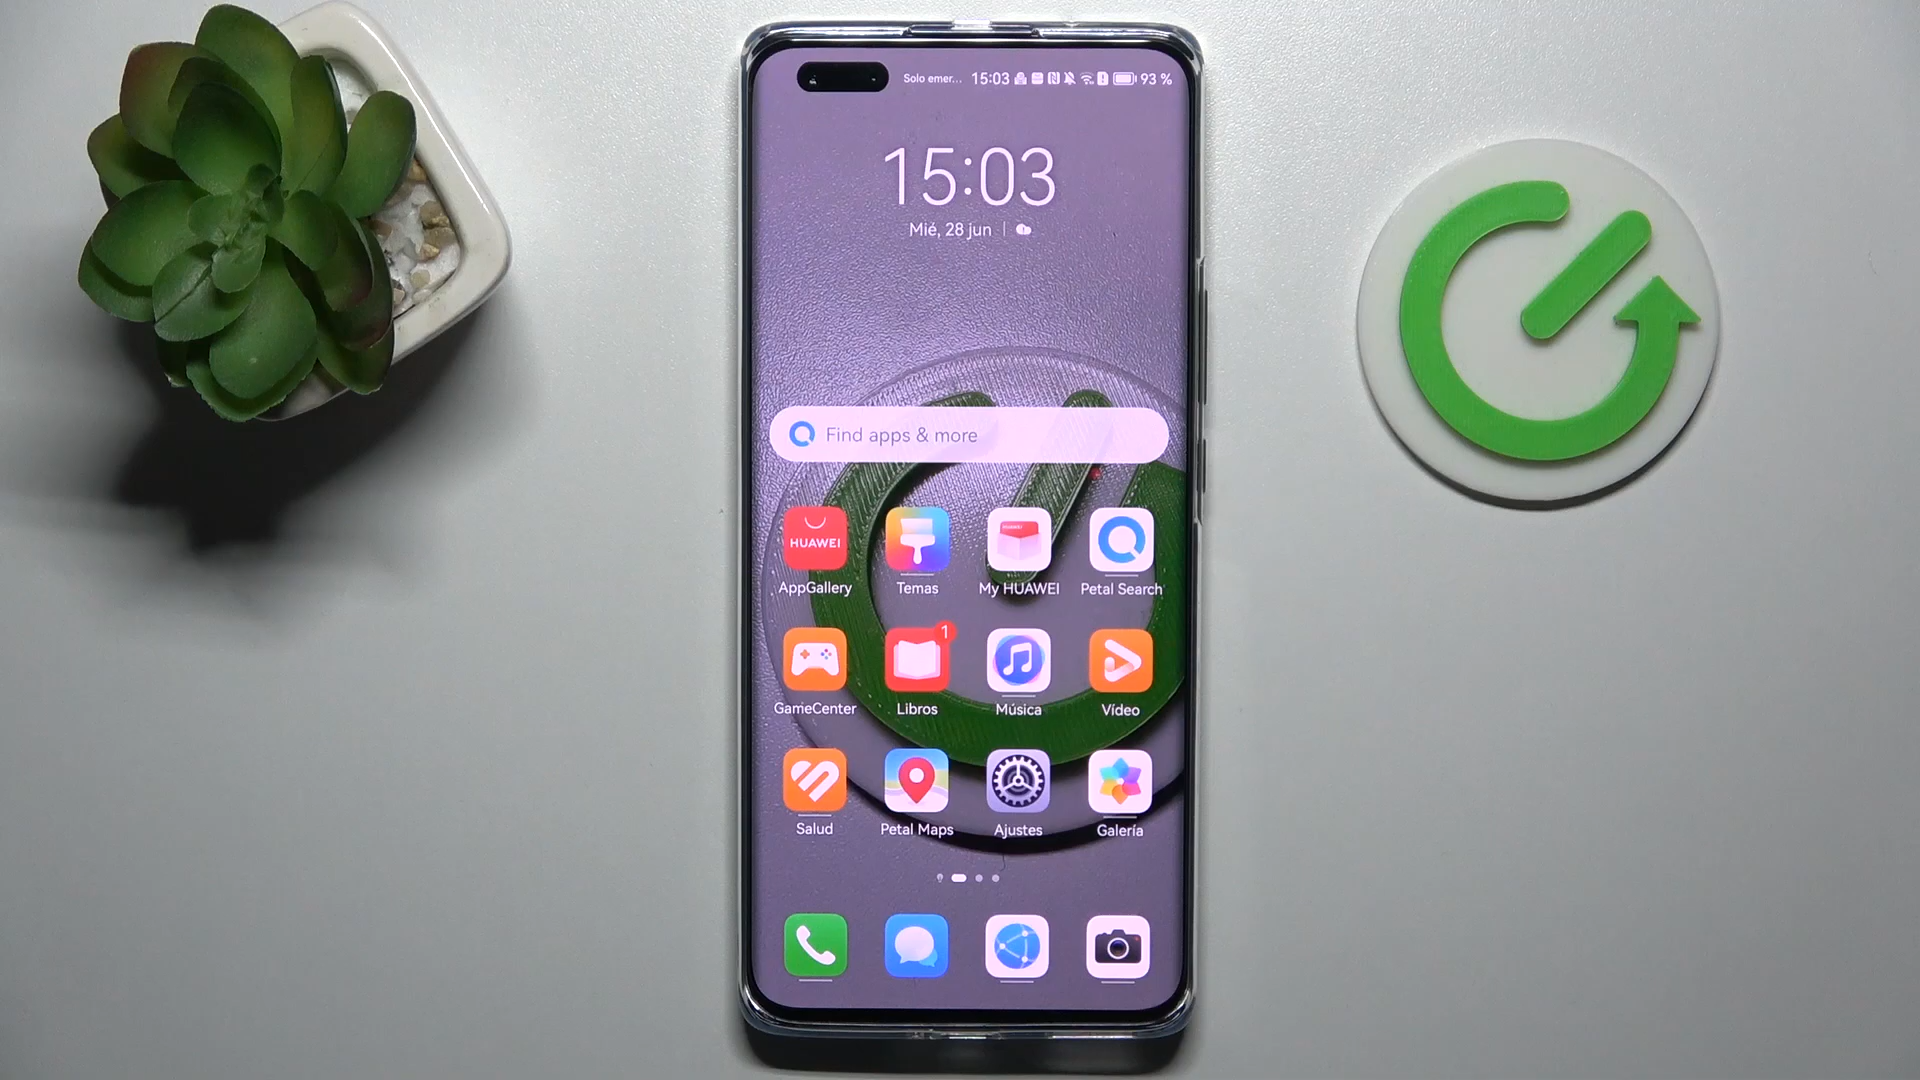 Solo emer... 15:03 93 %
15:03
Mié, 28 jun
Find apps & more
HUAWEI
AppGallery Temas My HUAWEI Petal Search
1
GameCenter Libros Música Vídeo
Salud Petal Maps Ajustes Galería